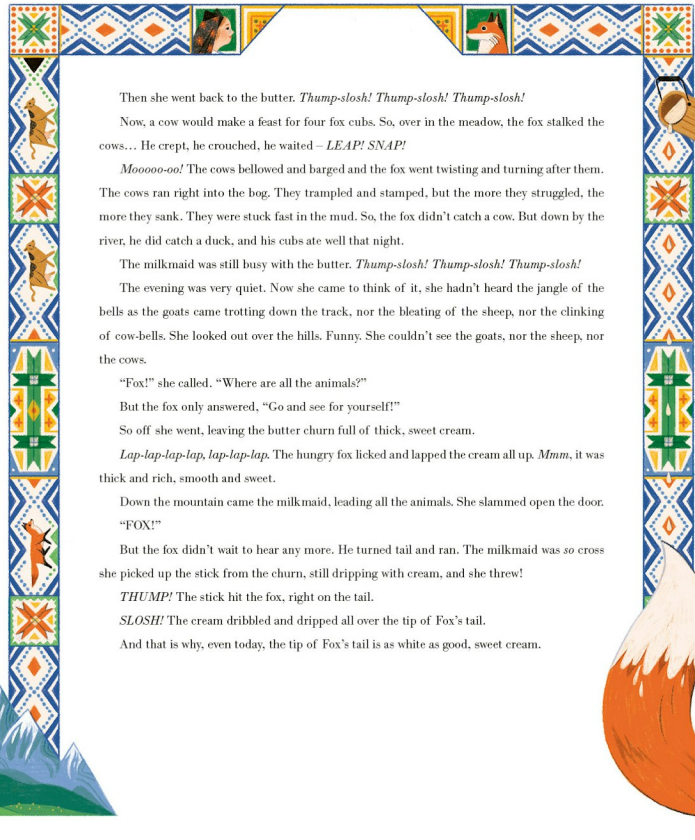 Then she went back to the butter. Thump-slosh! Thump-slosh! Thump-slosh!
Now, a cow would make a feast for four fox cubs. So, over in the meadow, the fox stalked the
cows… He crept, he crouched, he waited – LEAP! SNAP!
Mooooo-oo! The cows bellowed and barged and the fox went twisting and turning after them.
The cows ran right into the bog. They trampled and stamped, but the more they struggled, the
more they sank. They were stuck fast in the mud. So, the fox didn’t catch a cow. But down by the
river, he did catch a duck, and his cubs ate well that night.
The milkmaid was still busy with the butter. Thump-slosh! Thump-slosh! Thump-slosh!
The evening was very quiet. Now she came to think of it, she hadn’t heard the jangle of the
bells as the goats came trotting down the track, nor the bleating of the sheep, nor the clinking
of cow-bells. She looked out over the hills. Funny. She couldn’t see the goats, nor the sheep, nor
the cows.
“Fox!” she called. “Where are all the animals?”
But the fox only answered, “Go and see for yourself!”
So off she went, leaving the butter churn full of thick, sweet cream.
Lap-lap-lap-lap, lap-lap-lap. The hungry fox licked and lapped the cream all up. Mmm, it was
thick and rich, smooth and sweet.
Down the mountain came the milkmaid, leading all the animals. She slammed open the door.
“FOX!”
But the fox didn’t wait to hear any more. He turned tail and ran. The milkmaid was so cross
she picked up the stick from the churn, still dripping with cream, and she threw!
THUMP! The stick hit the fox, right on the tail.
SLOSH! The cream dribbled and dripped all over the tip of Fox’s tail.
And that is why, even today, the tip of Fox’s tail is as white as good, sweet cream.